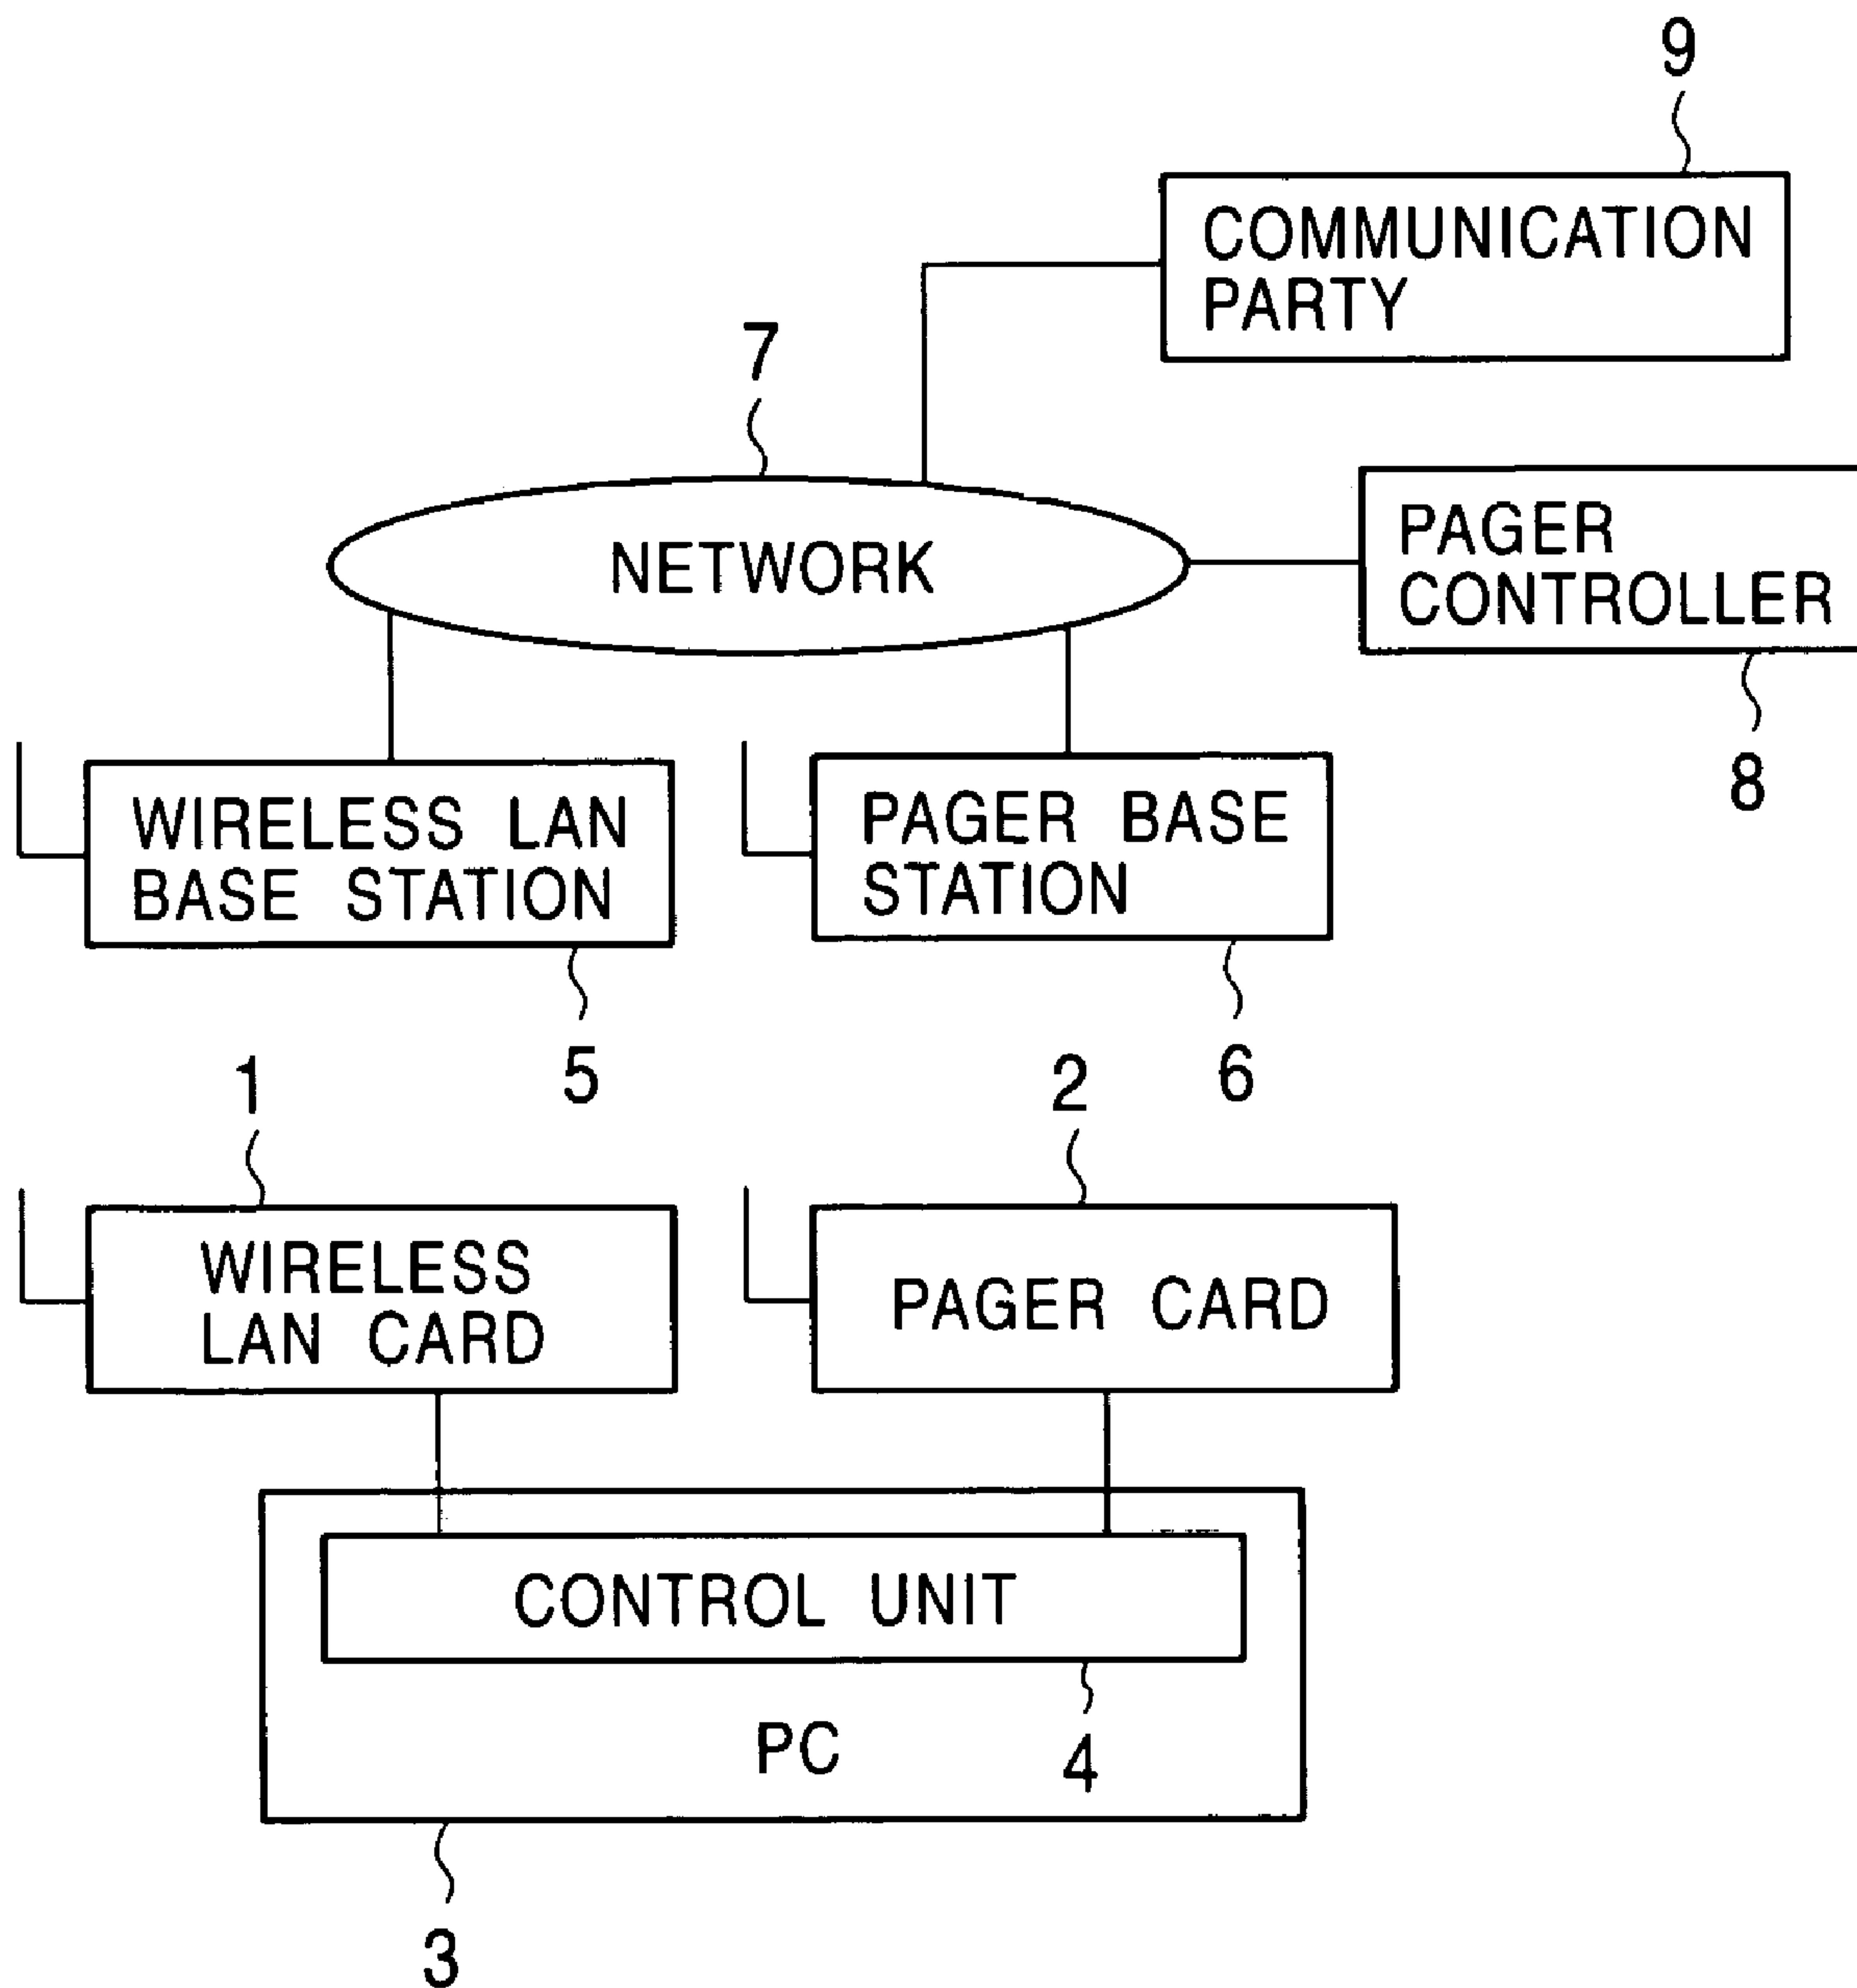 9
COMMUNICATION
PARTY
7
NETWORK
PAGER
CONTROLLER
8
WIRELESS LAN
BASE STATION
5
PAGER BASE
STATION
6
1
WIRELESS
LAN CARD
2
PAGER CARD
CONTROL UNIT
4
PC
3